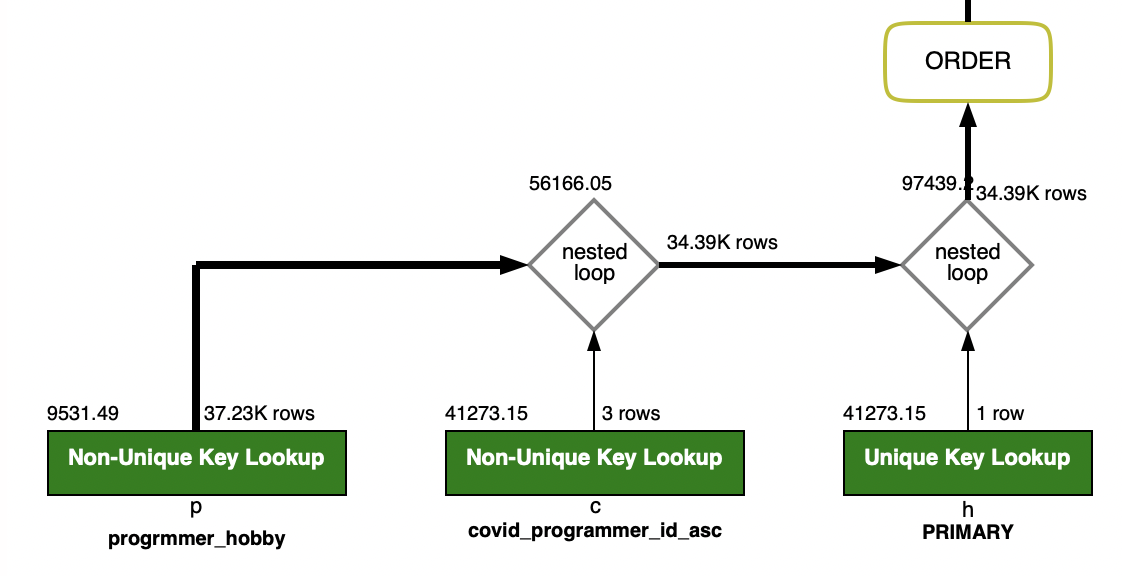 ORDER
56166.05
97439.2
34.39K rows
nested
loop
34.39K rows
nested
loop
9531.49
37.23K rows
41273.15
3 rows
41273.15
1 row
Non-Unique Key Lookup
Non-Unique Key Lookup
Unique Key Lookup
p
c
h
progrmmer_hobby
covid_programmer_id_asc
PRIMARY